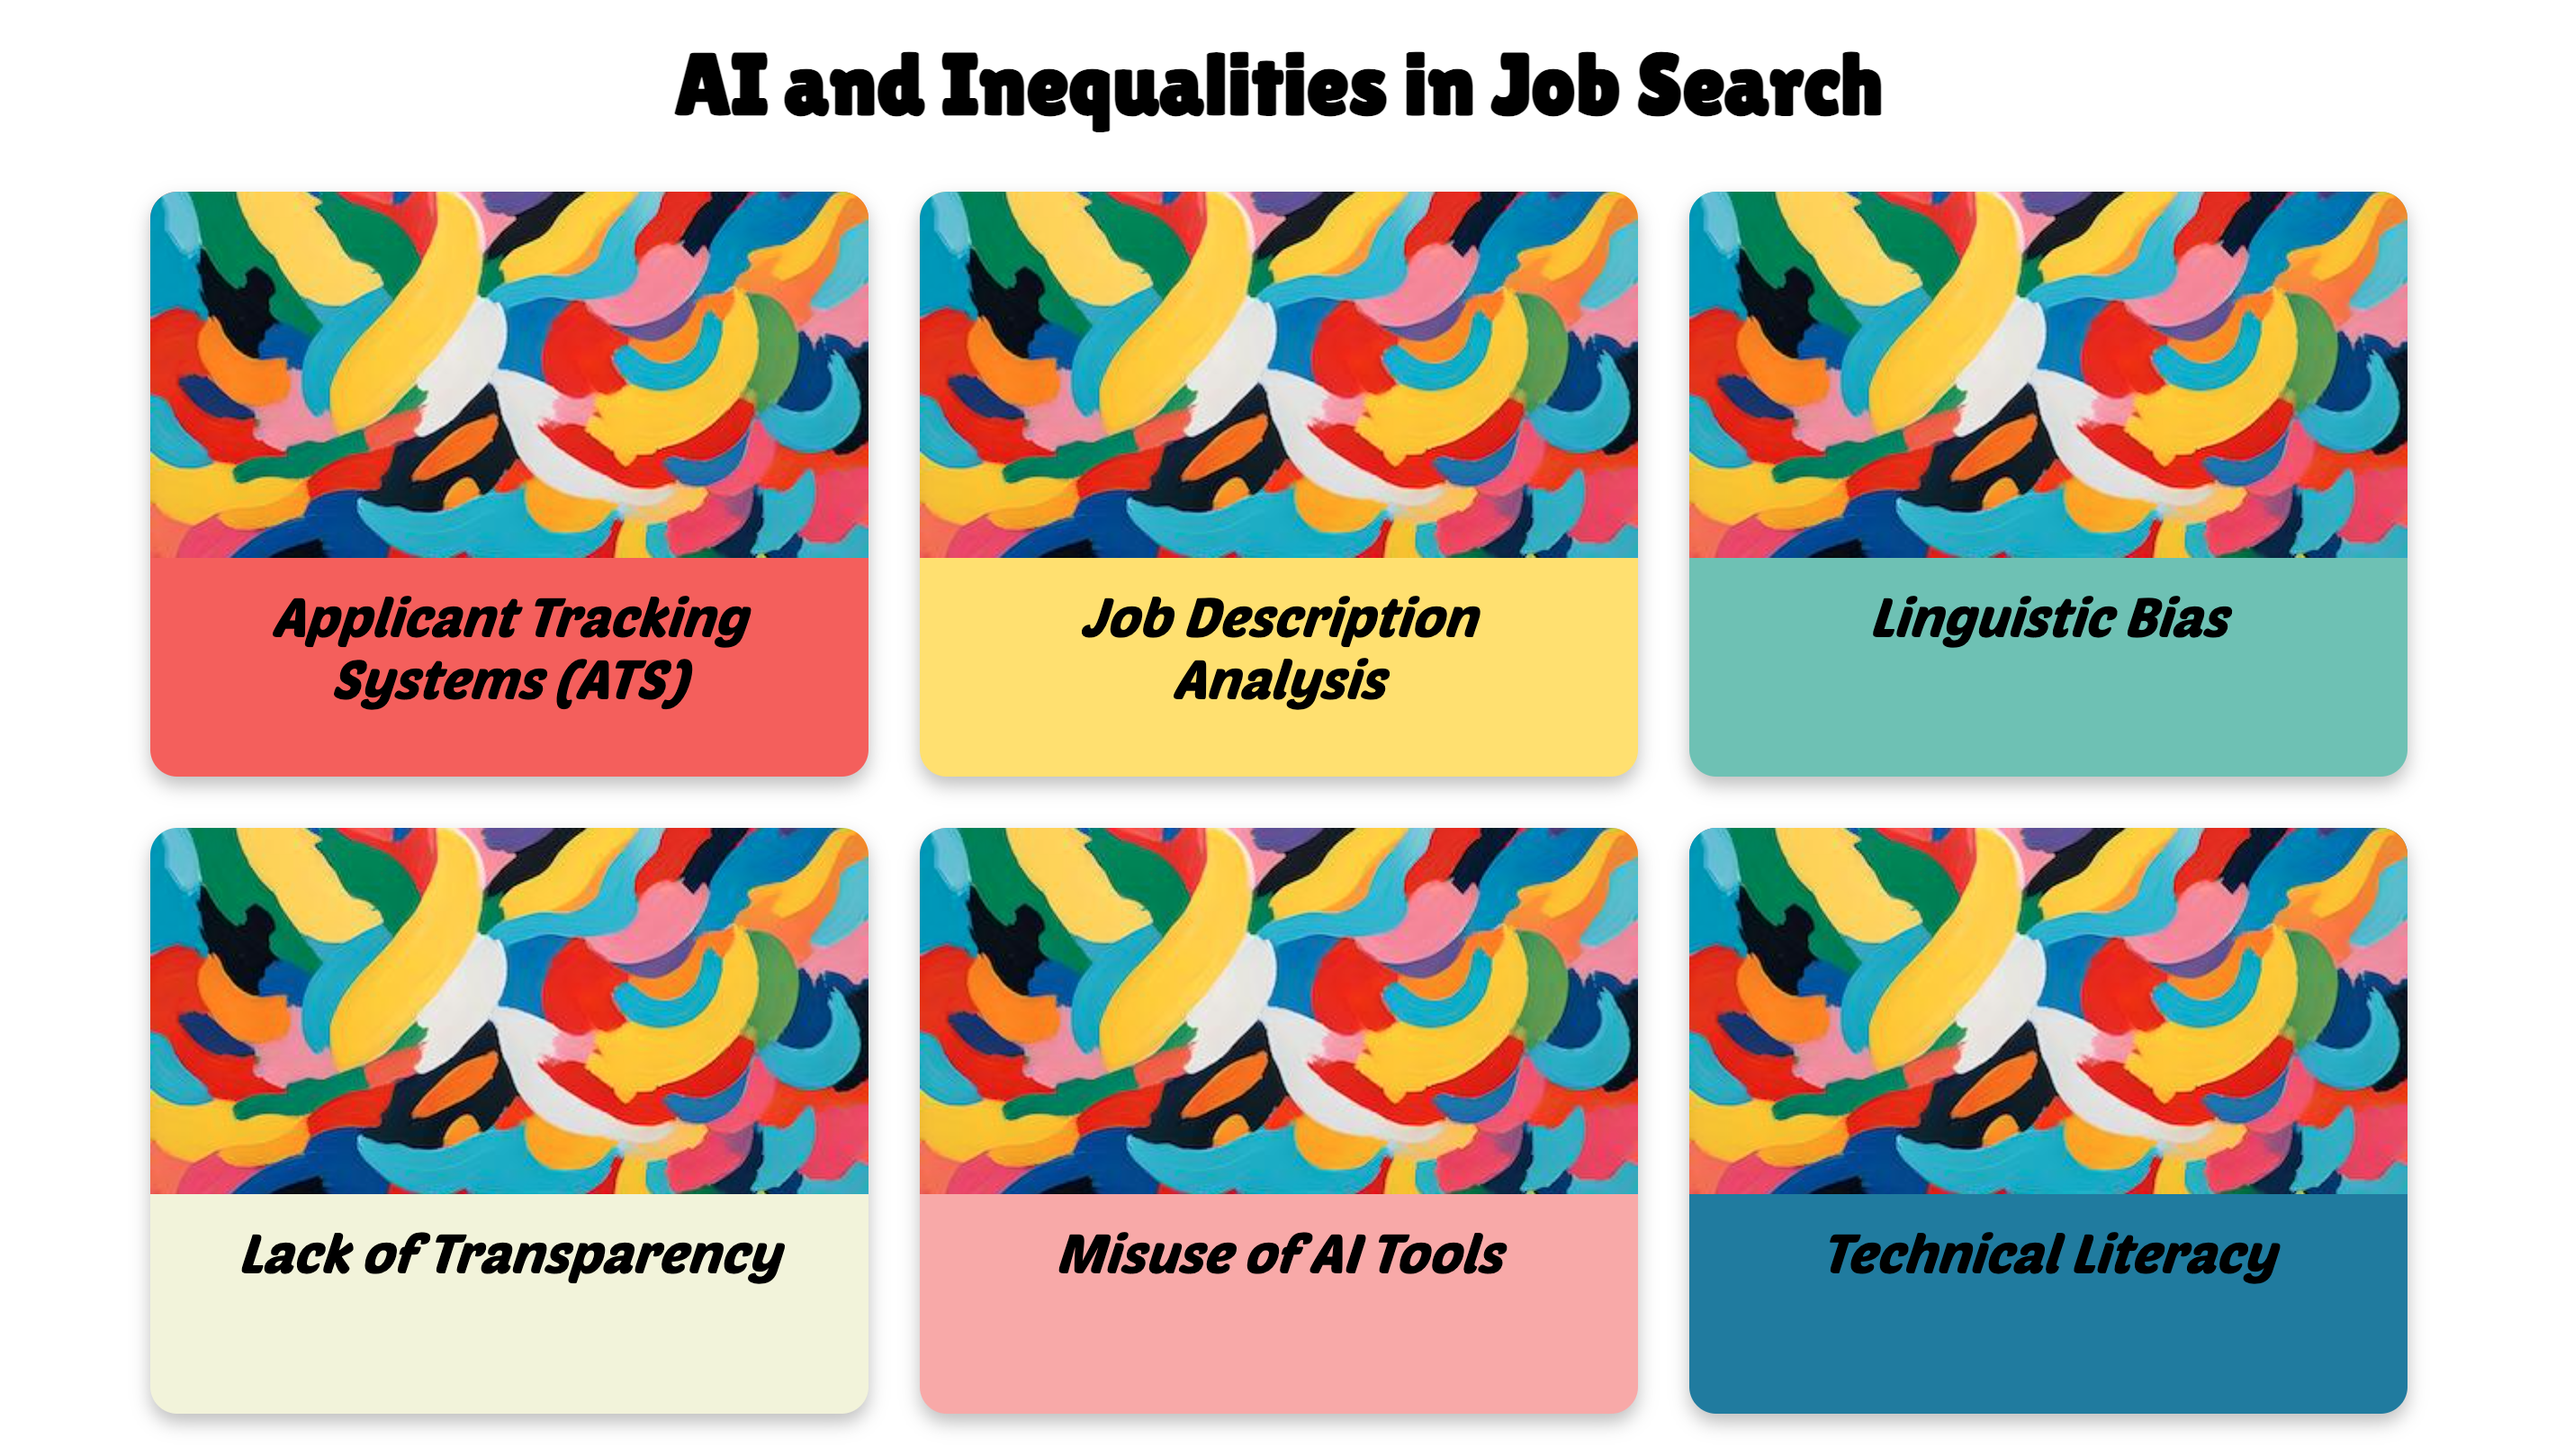 AI and Inequalities in Job Search
Applicant Tracking
Systems (ATS)
Job Description
Analysis
Linguistic Bias
Lack of Transparency
Misuse of AI Tools
Technical Literacy